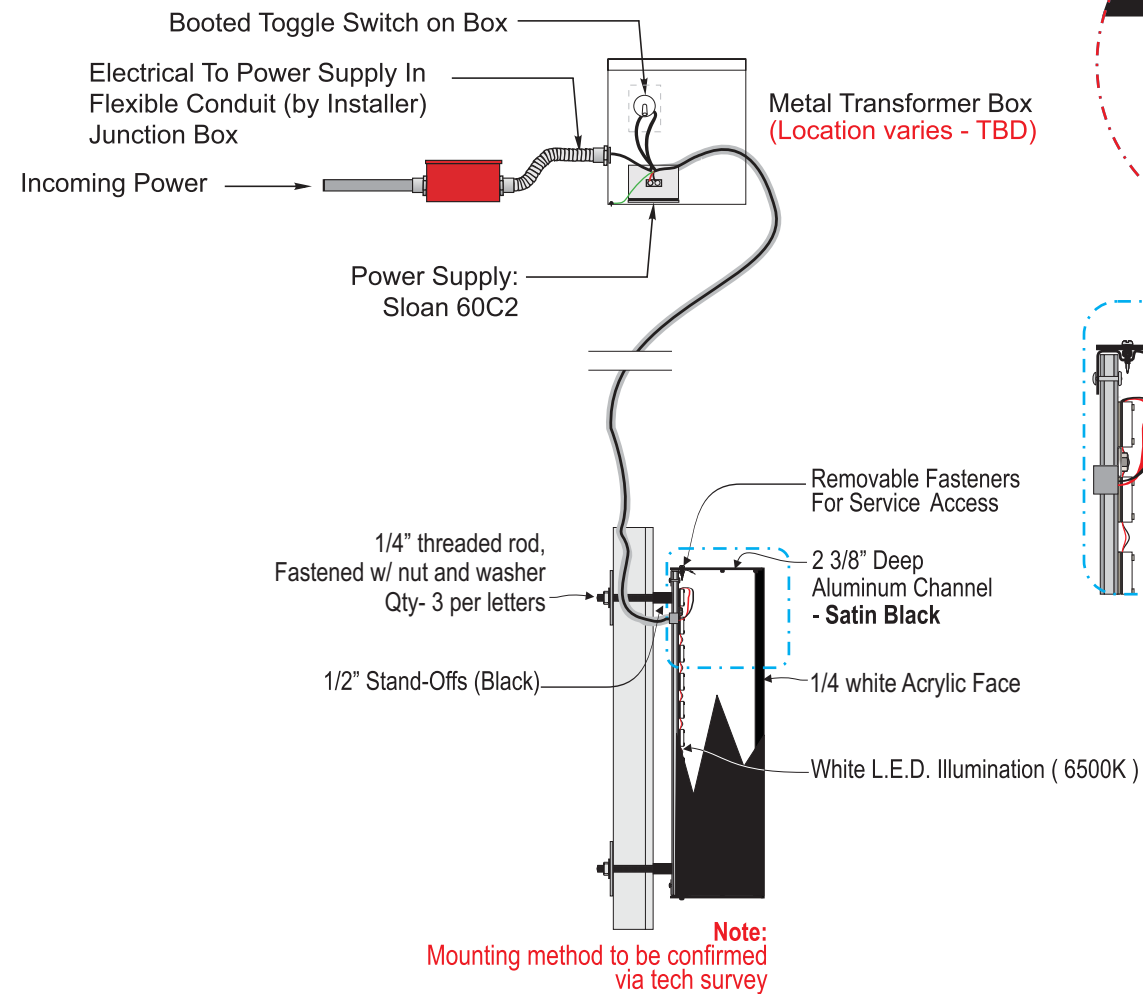 Booted Toggle Switch on Box
Electrical To Power Supply In
Flexible Conduit (by Installer)
Junction Box
Metal Transformer Box
(Location varies - TBD)
Incoming Power
Power Supply:
Sloan 60C2
Removable Fasteners
For Service Access
1/4” threaded rod,
Fastened w/ nut and washer
Qty- 3 per letters
2 3/8” Deep
Aluminum Channel
- Satin Black
1/2” Stand-Offs (Black)
1/4 white Acrylic Face
White L.E.D. Illumination ( 6500K )
Note:
Mounting method to be confirmed
via tech survey